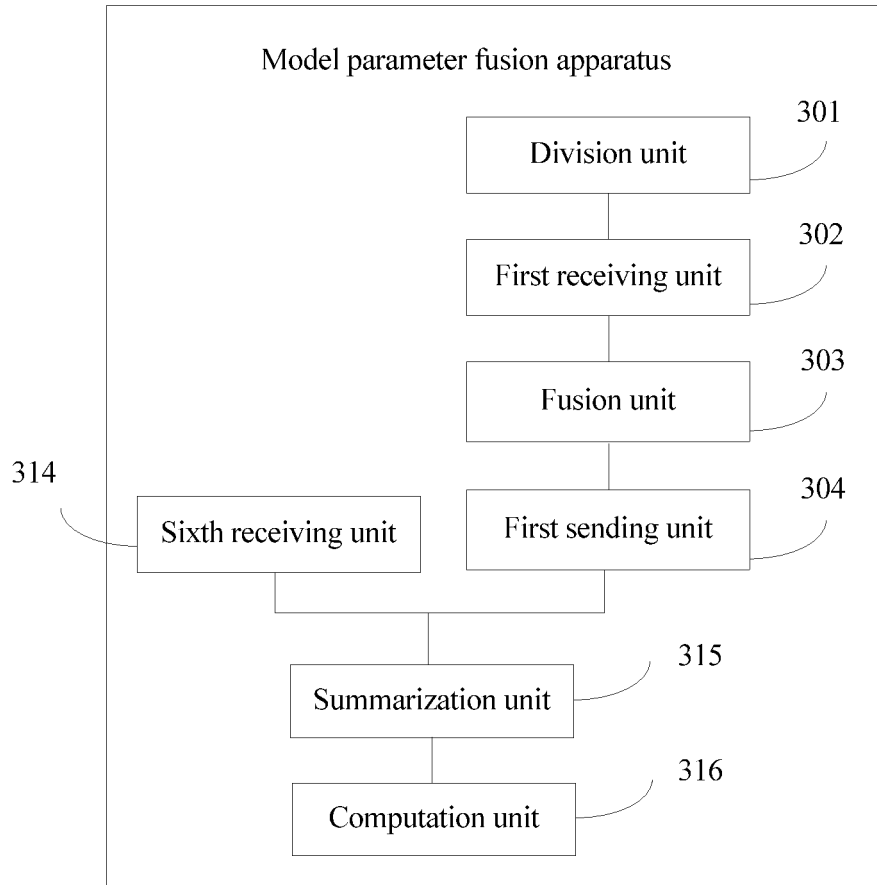 Model parameter fusion apparatus
301
Division unit
302
First receiving unit
303
Fusion unit
304
First sending unit
314
Sixth receiving unit
315
Summarization unit
316
Computation unit